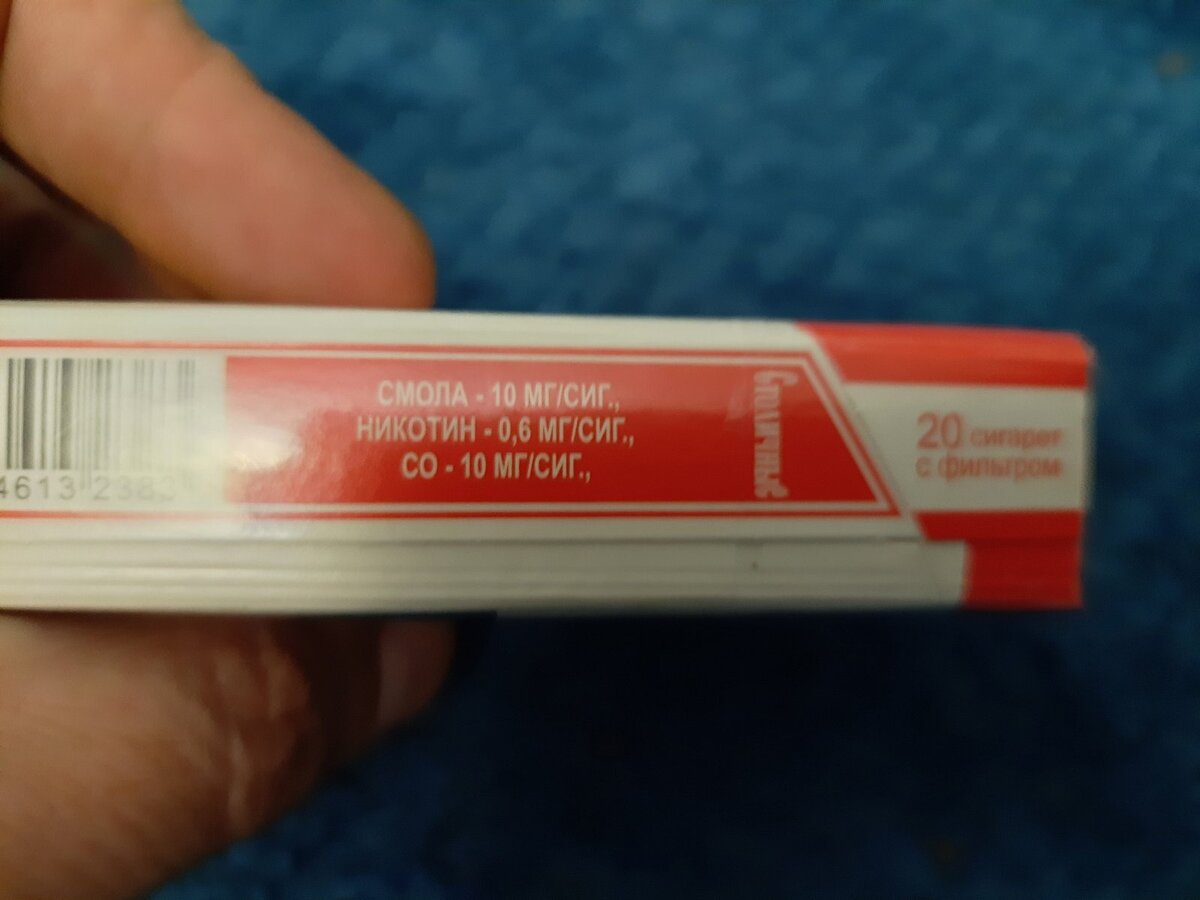 4613 2383
СМОЛА - 10 МГ/СИГ.,
НИКОТИН - 0,6 МГ/СИГ.,
СО - 10 МГ/СИГ.,
Столичные
20 сигарет
с фильтром